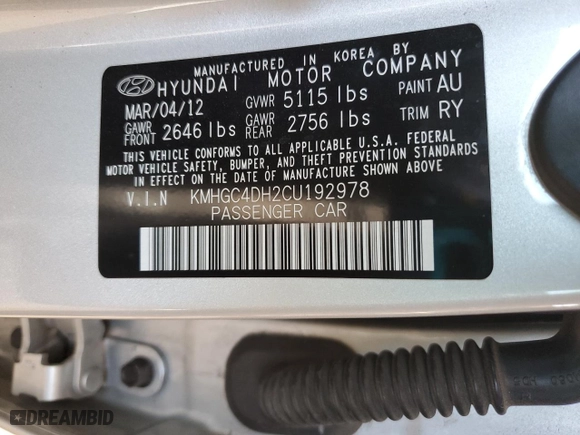 MANUFACTURED IN KOREA BY
HYUNDAI MOTOR COMPANY
MAR/04/12 GVWR 5115 lbs PAINT AU
GAWR FRONT 2646 lbs GAWR REAR 2756 lbs TRIM RY
THIS VEHICLE CONFORMS TO ALL APPLICABLE U.S.A. FEDERAL
MOTOR VEHICLE SAFETY, BUMPER, AND THEFT PREVENTION STANDARDS
IN EFFECT ON THE DATE OF MANUFACTURE SHOWN ABOVE
V.I.N KMHGC4DH2CU192978
PASSENGER CAR
DREAMBID